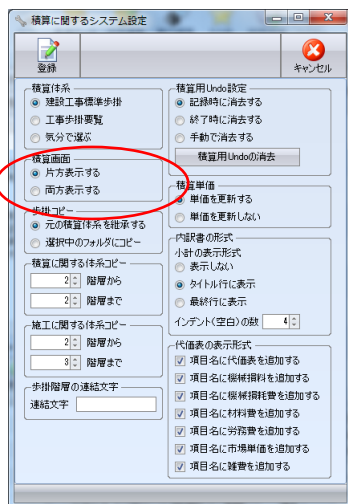 積算に関するシステム設定
登録
キャンセル
積算体系
建設工事標準歩掛
工事歩掛要覧
気分で選ぶ
積算画面
片方表示する
両方表示する
歩掛コピー
元の積算体系を継承する
選択中のフォルダにコピー
積算に関する体系コピー
2 階層から
2 階層まで
施工に関する体系コピー
2 階層から
3 階層まで
歩掛階層の連結文字
連結文字
積算用Undo設定
記録時に消去する
終了時に消去する
手動で消去する
積算用Undoの消去
積算単価
単価を更新する
単価を更新しない
内訳書の形式
小計の表示形式
表示しない
タイトル行に表示
最終行に表示
インデント(空白)の数 4
代価表の表示形式
項目名に代価表を追加する
項目名に機械損料を追加する
項目名に機械損耗費を追加する
項目名に材料費を追加する
項目名に労務費を追加する
項目名に市場単価を追加する
項目名に雑費を追加する